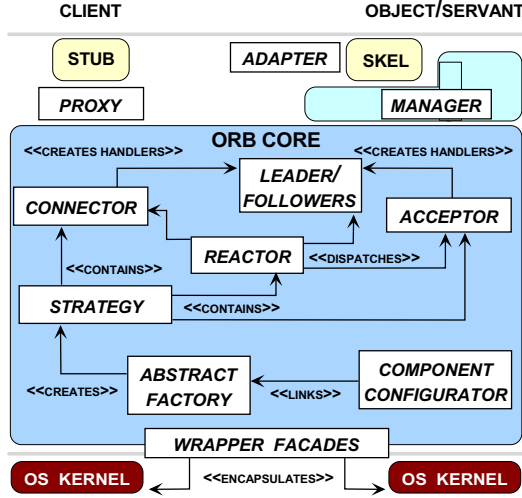 CLIENT OBJECT/SERVANT
STUB ADAPTER SKEL
PROXY MANAGER
ORB CORE
<<CREATES HANDLERS>> <<CREATES HANDLERS>>
LEADER/
FOLLOWERS
CONNECTOR ACCEPTOR
REACTOR <<DISPATCHES>>
<<CONTAINS>>
STRATEGY <<CONTAINS>>
ABSTRACT
FACTORY
COMPONENT
CONFIGURATOR
<<CREATES>> <<LINKS>>
WRAPPER FACADES
OS KERNEL <<ENCAPSULATES>> OS KERNEL